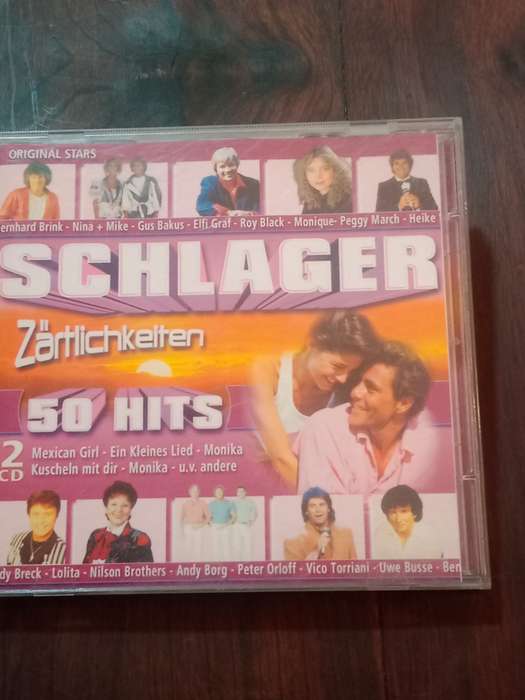 ORIGINAL STARS
ernhard Brink - Nina + Mike - Gus Bakus - Elfi Graf - Roy Black - Monique- Peggy March - Heike
SCHLAGER
Zärtlichkeiten
50 HITS
2 CD
Mexican Girl - Ein Kleines Lied - Monika
Kuscheln mit dir - Monika - u.v. andere
dy Breck - Lolita - Nilson Brothers - Andy Borg - Peter Orloff - Vico Torriani - Uwe Busse - Ben